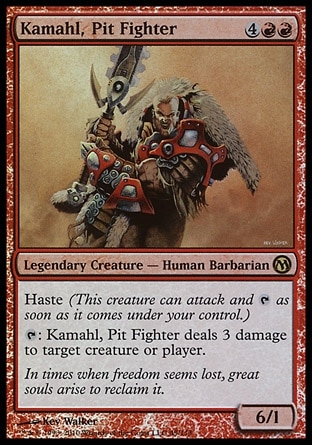 Kamahl, Pit Fighter 4
Legendary Creature — Human Barbarian
Haste (This creature can attack and as
soon as it comes under your control.)
: Kamahl, Pit Fighter deals 3 damage
to target creature or player.
In times when freedom seems lost, great
souls arise to reclaim it.
Kev Walker
6/1